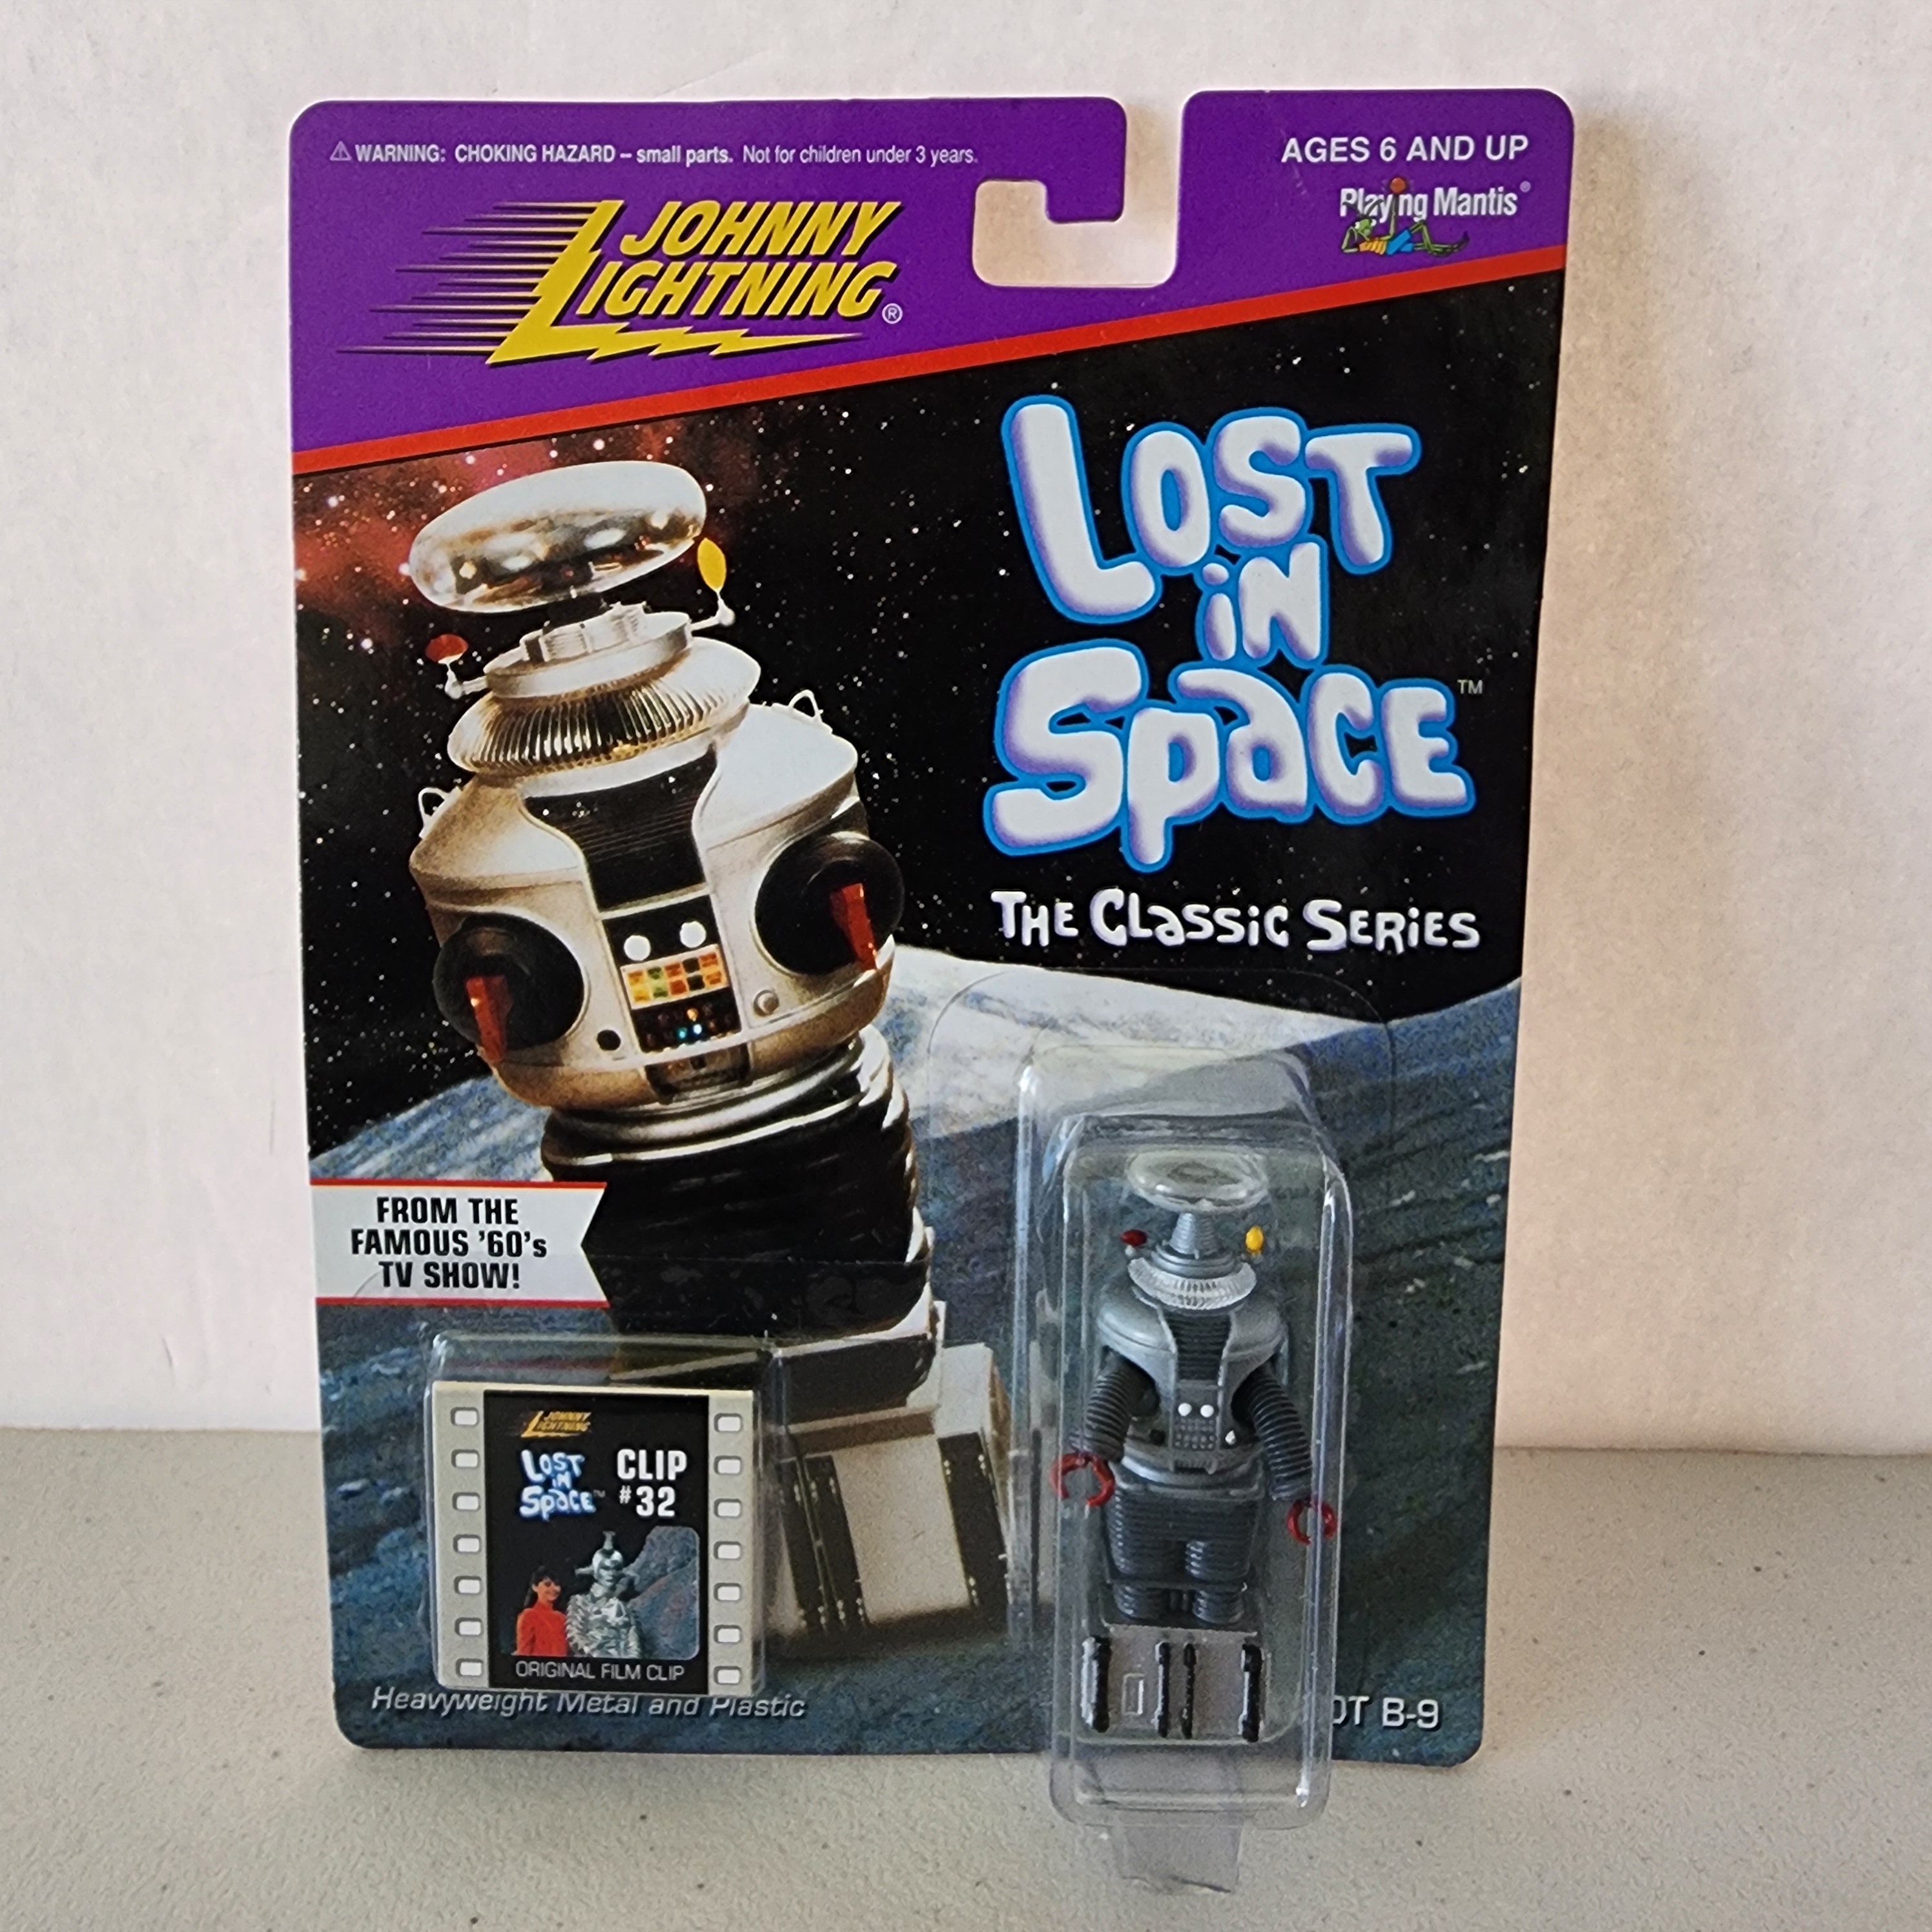 ⚠ WARNING: CHOKING HAZARD – small parts. Not for children under 3 years.
AGES 6 AND UP
Playing Mantis®
JOHNNY
LIGHTNING®
LOST
iN
SpaCE™
THE ClaSSiC SERiES
FROM THE
FAMOUS '60's
TV SHOW!
JOHNNY
LIGHTNING
LOST
iN
SpaCE™
CLIP
#32
ORIGINAL FILM CLIP
Heavyweight Metal and Plastic
OT B-9